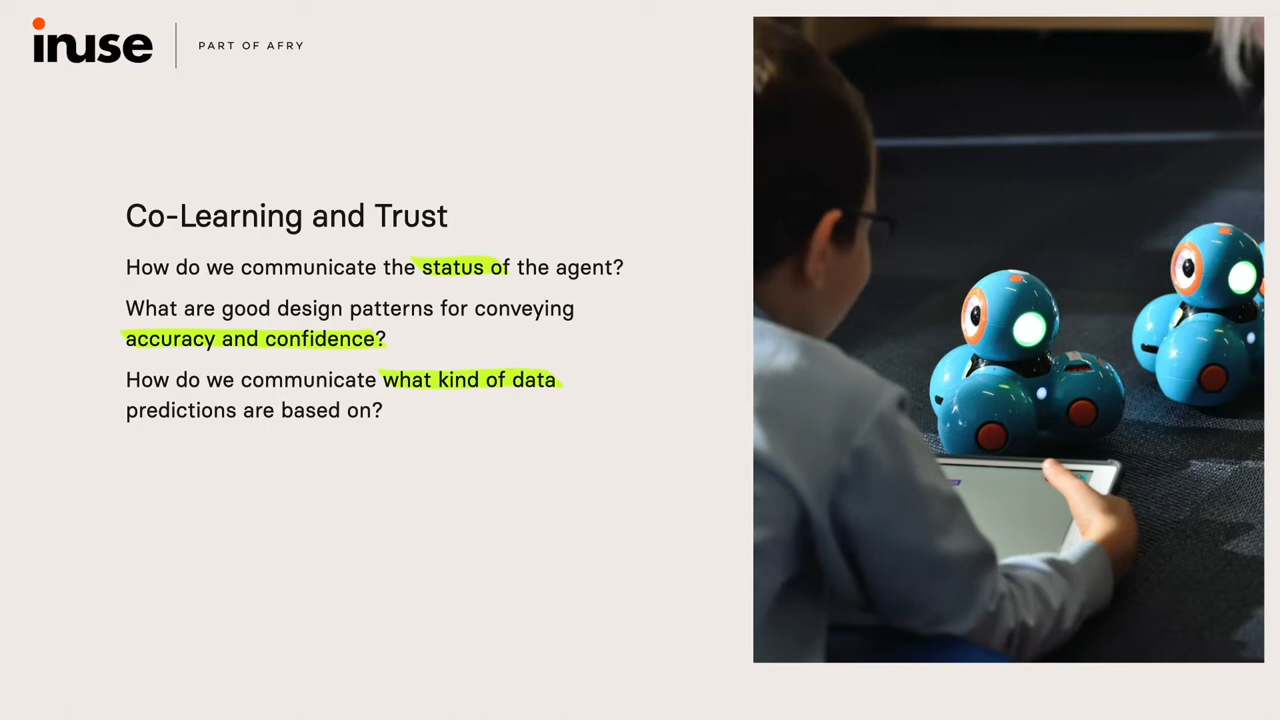 inuse
PART OF AFRY
Co-Learning and Trust
How do we communicate the status of the agent?
What are good design patterns for conveying
accuracy and confidence?
How do we communicate what kind of data
predictions are based on?